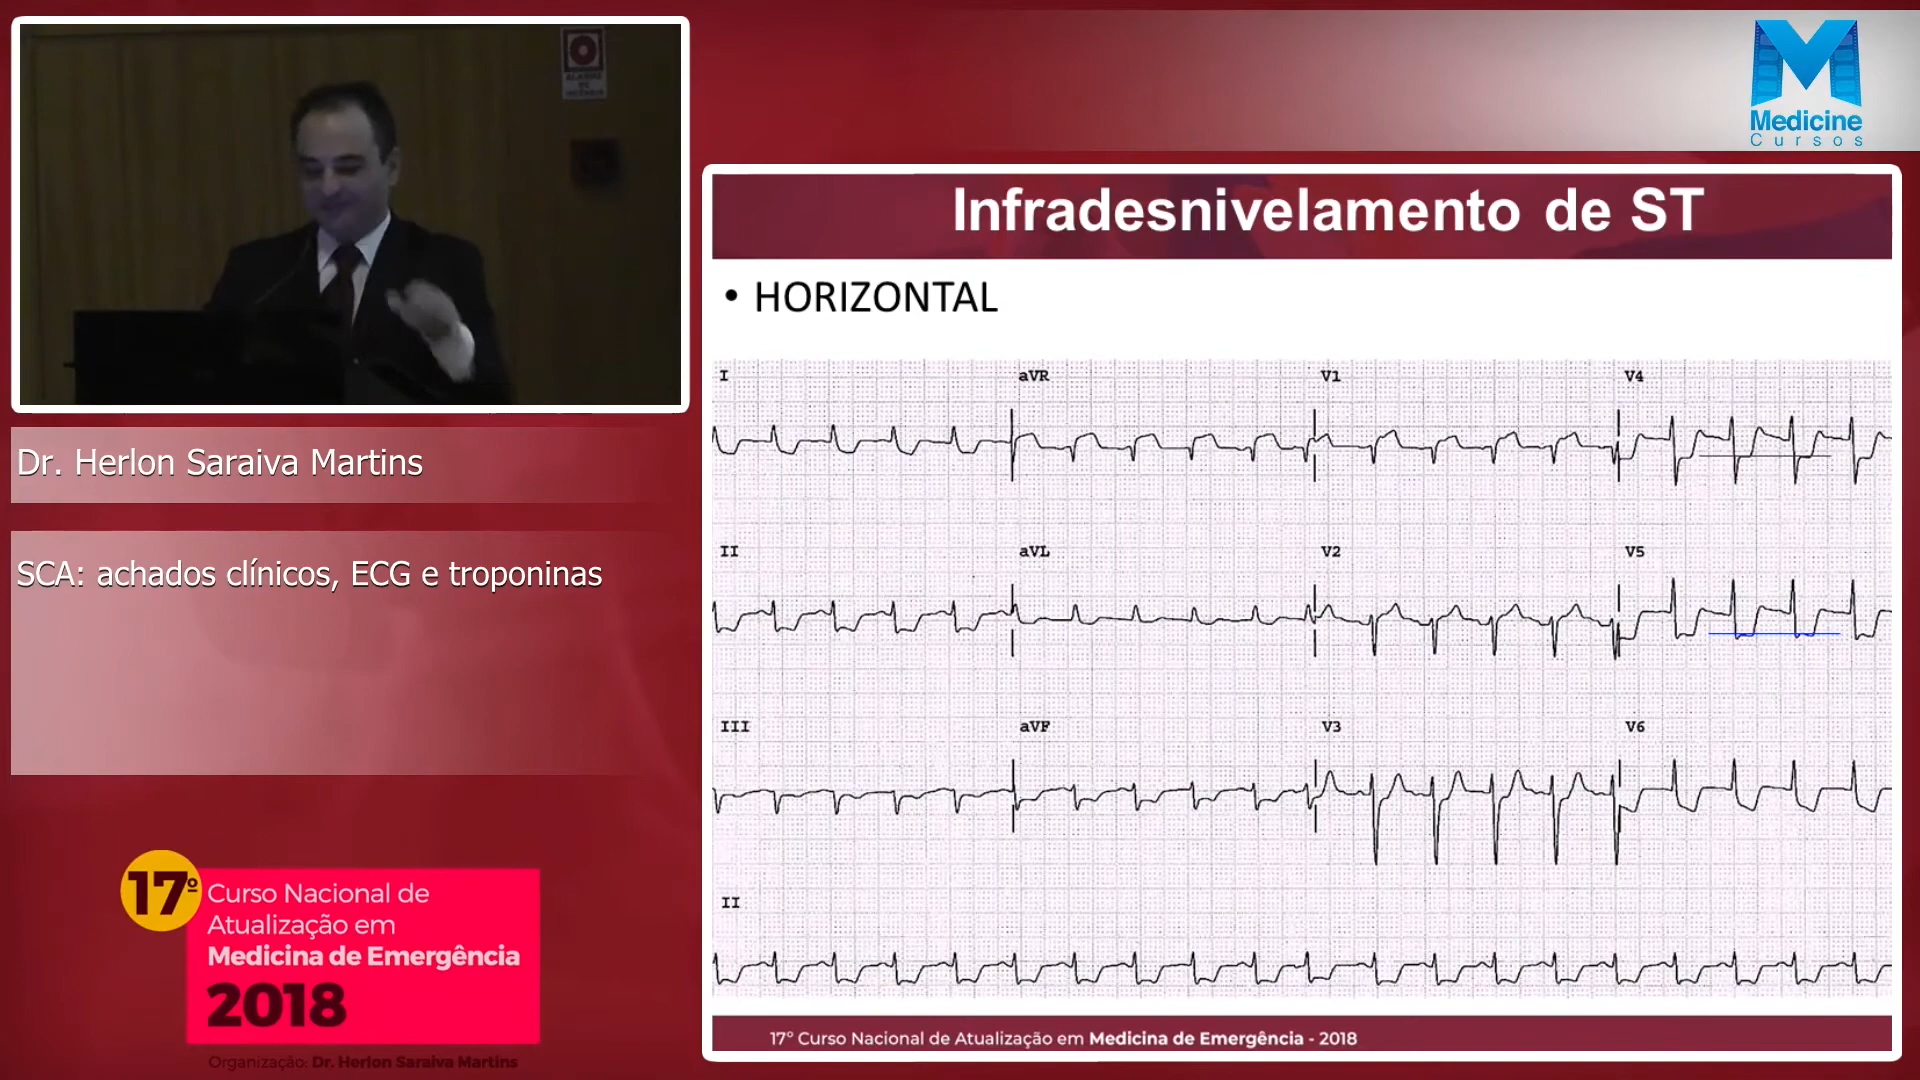 ALARME
DE
Medicine
Cursos
Infradesnivelamento de ST
• HORIZONTAL
I aVR V1 V4
II aVL V2 V5
III aVF V3 V6
II
17º Curso Nacional de Atualização em Medicina de Emergência - 2018
Dr. Herlon Saraiva Martins
SCA: achados clínicos, ECG e troponinas
17º
Curso Nacional de
Atualização em
Medicina de Emergência
2018
Organização: Dr. Herlon Saraiva Martins